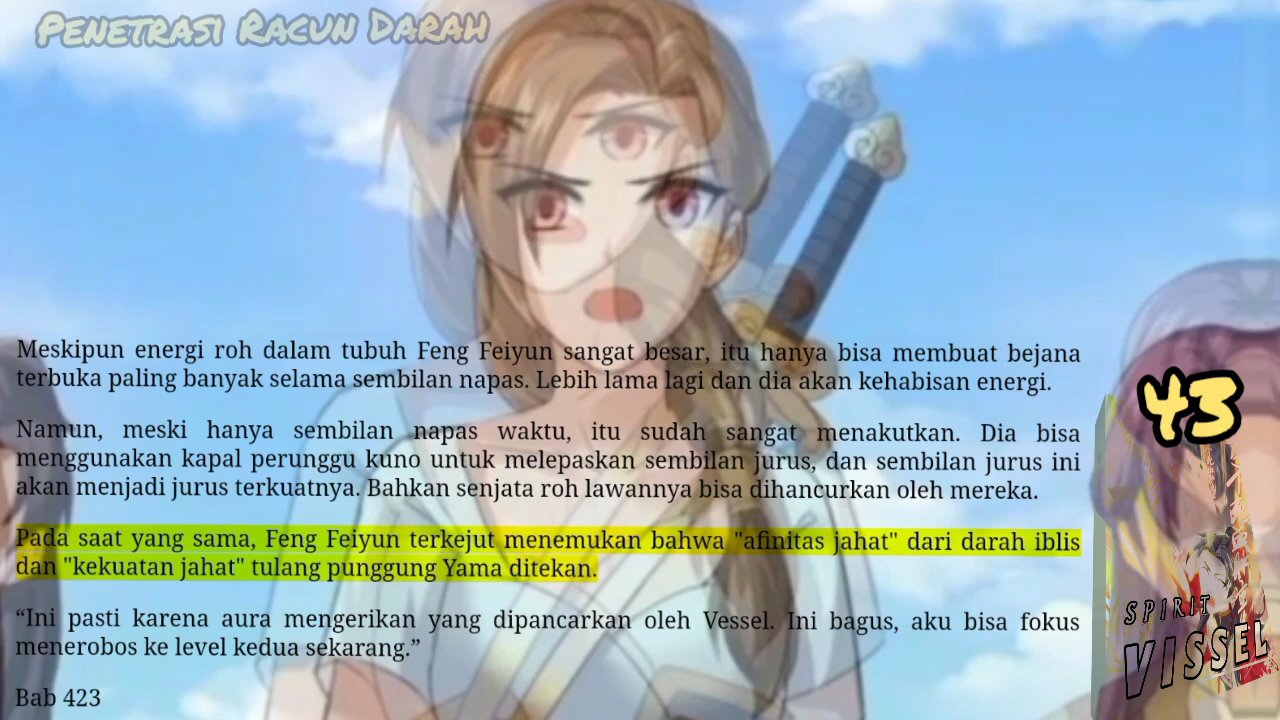 Penetrasi Racun Darah
Meskipun energi roh dalam tubuh Feng Feiyun sangat besar, itu hanya bisa membuat bejana
terbuka paling banyak selama sembilan napas. Lebih lama lagi dan dia akan kehabisan energi.
Namun, meski hanya sembilan napas waktu, itu sudah sangat menakutkan. Dia bisa
menggunakan kapal perunggu kuno untuk melepaskan sembilan jurus, dan sembilan jurus ini
akan menjadi jurus terkuatnya. Bahkan senjata roh lawannya bisa dihancurkan oleh mereka.
Pada saat yang sama, Feng Feiyun terkejut menemukan bahwa "afinitas jahat" dari darah iblis
dan "kekuatan jahat" tulang punggung Yama ditekan.
“Ini pasti karena aura mengerikan yang dipancarkan oleh Vessel. Ini bagus, aku bisa fokus
menerobos ke level kedua sekarang.”
Bab 423
43
SPIRIT
VISSEL